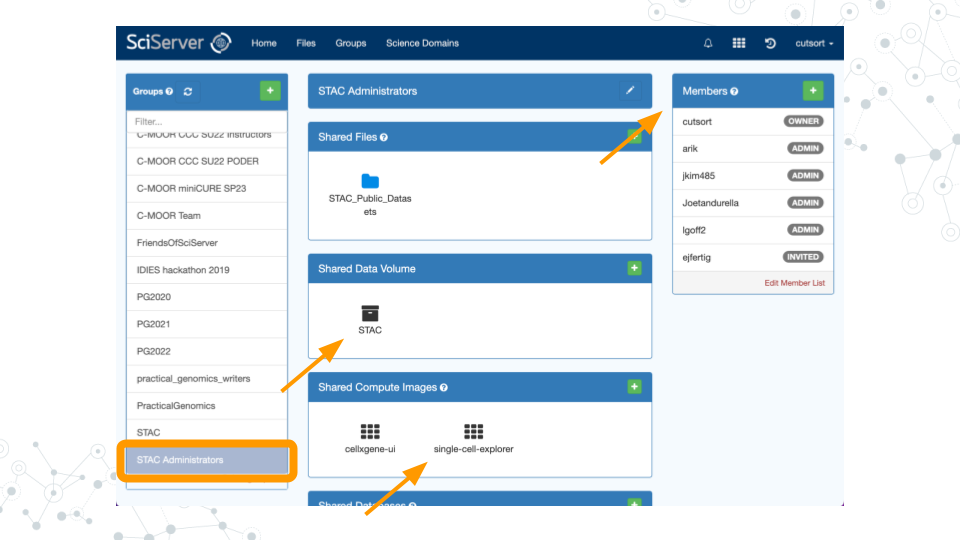 SciServer Home Files Groups Science Domains cutsort
Groups
Filter...
C-MOOR CCC SU22 Instructors
C-MOOR CCC SU22 PODER
C-MOOR miniCURE SP23
C-MOOR Team
FriendsOfSciServer
IDIES hackathon 2019
PG2020
PG2021
PG2022
practical_genomics_writers
PracticalGenomics
STAC
STAC Administrators
STAC Administrators
Shared Files
STAC_Public_Datas
ets
Shared Data Volume
STAC
Shared Compute Images
cellxgene-ui single-cell-explorer
Shared Databases
Members
cutsort OWNER
arik ADMIN
jkim485 ADMIN
Joetandurella ADMIN
lgoff2 ADMIN
ejfertig INVITED
Edit Member List